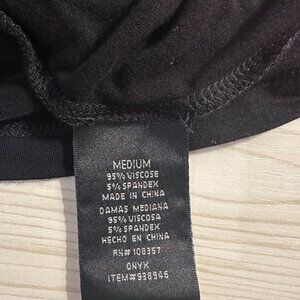 MEDIUM
95% VISCOSE
5% SPANDEX
MADE IN CHINA
DAMAS MEDIANA
95% VISCOSA
5% SPANDEX
HECHO EN CHINA
RN# 108357
ONYX
ITEM#938946